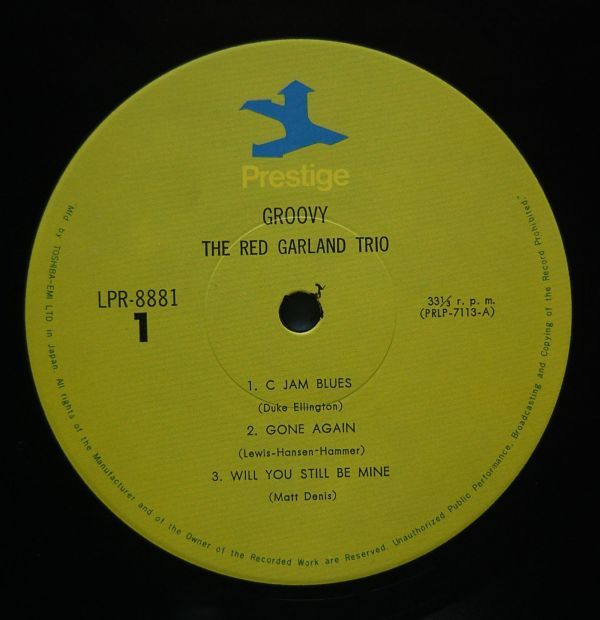 Prestige
GROOVY
THE RED GARLAND TRIO
LPR-8881
1
33⅓ r. p. m.
(PRLP-7113-A)
1. C JAM BLUES
(Duke Ellington)
2. GONE AGAIN
(Lewis-Hansen-Hammer)
3. WILL YOU STILL BE MINE
(Matt Denis)
Mfd by TOSHIBA-EMI LTD. in Japan. All rights of the Manufacturer and of the Owner of the Recorded Work are Reserved. Unauthorized Public Performance, Broadcasting and Copying of the Record Prohibited.